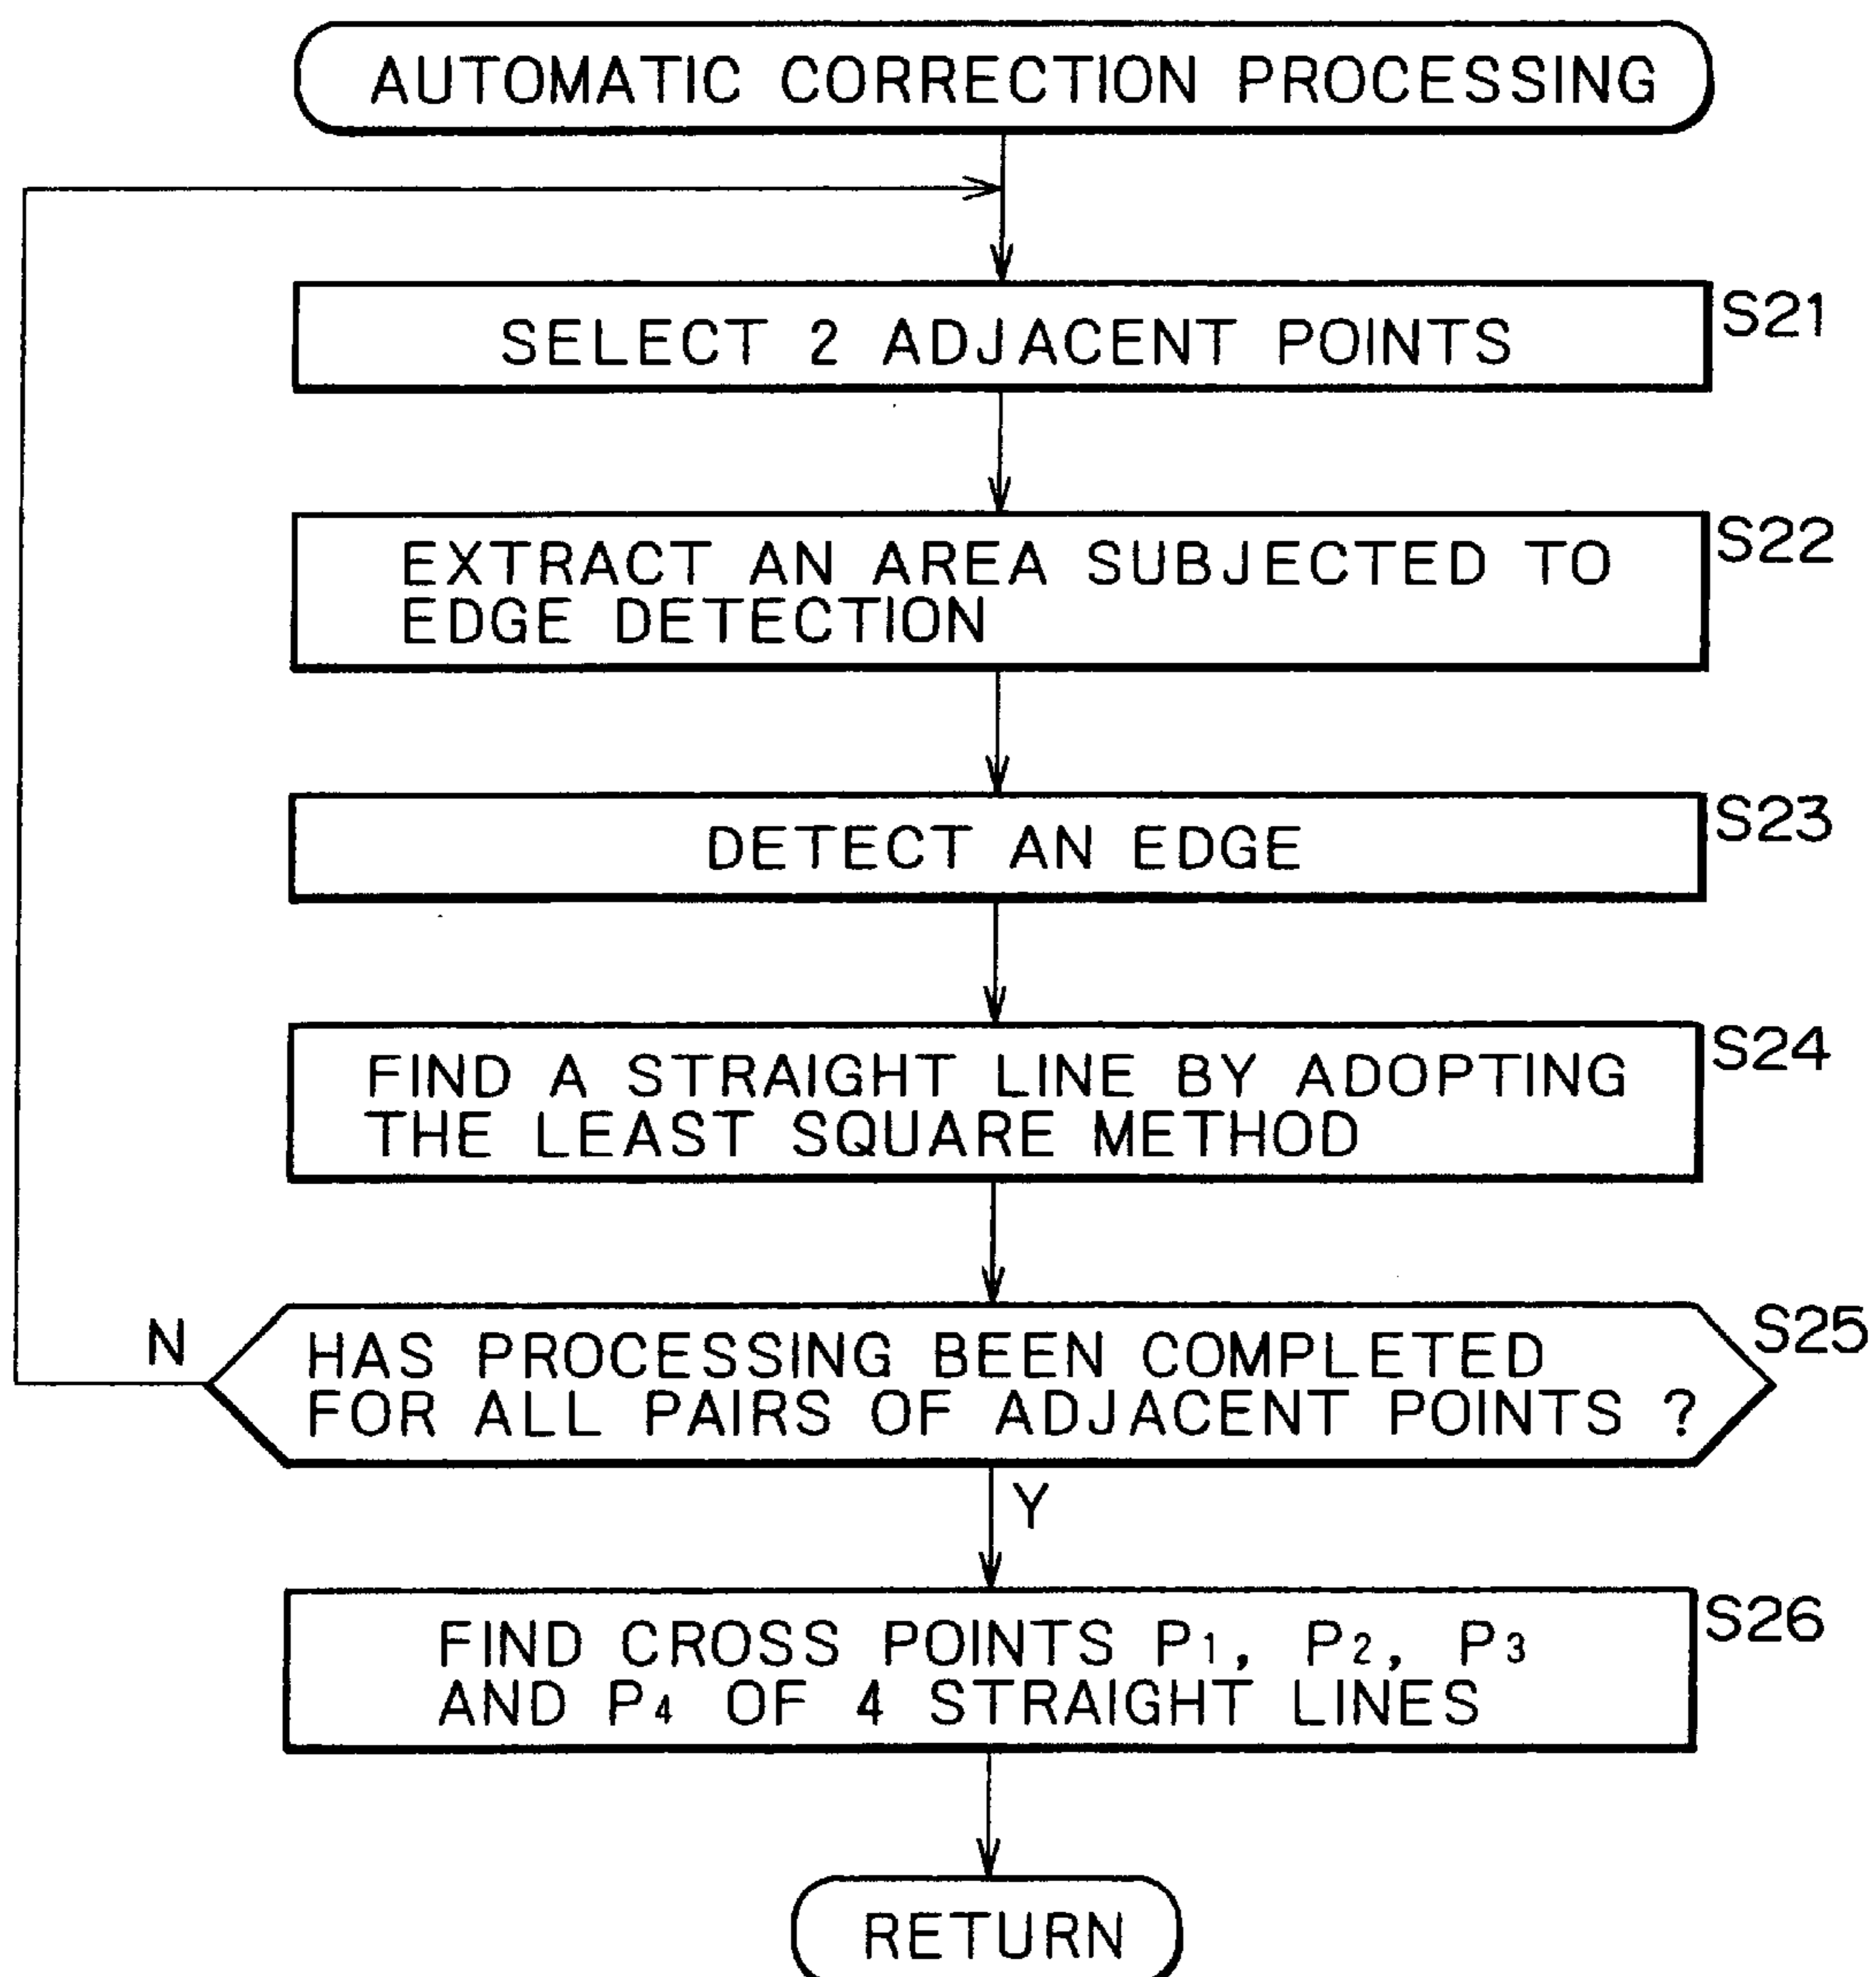 AUTOMATIC CORRECTION PROCESSING
SELECT 2 ADJACENT POINTS
S21
EXTRACT AN AREA SUBJECTED TO
EDGE DETECTION
S22
DETECT AN EDGE
S23
FIND A STRAIGHT LINE BY ADOPTING
THE LEAST SQUARE METHOD
S24
N
HAS PROCESSING BEEN COMPLETED
FOR ALL PAIRS OF ADJACENT POINTS ?
S25
Y
FIND CROSS POINTS P1, P2, P3
AND P4 OF 4 STRAIGHT LINES
S26
RETURN